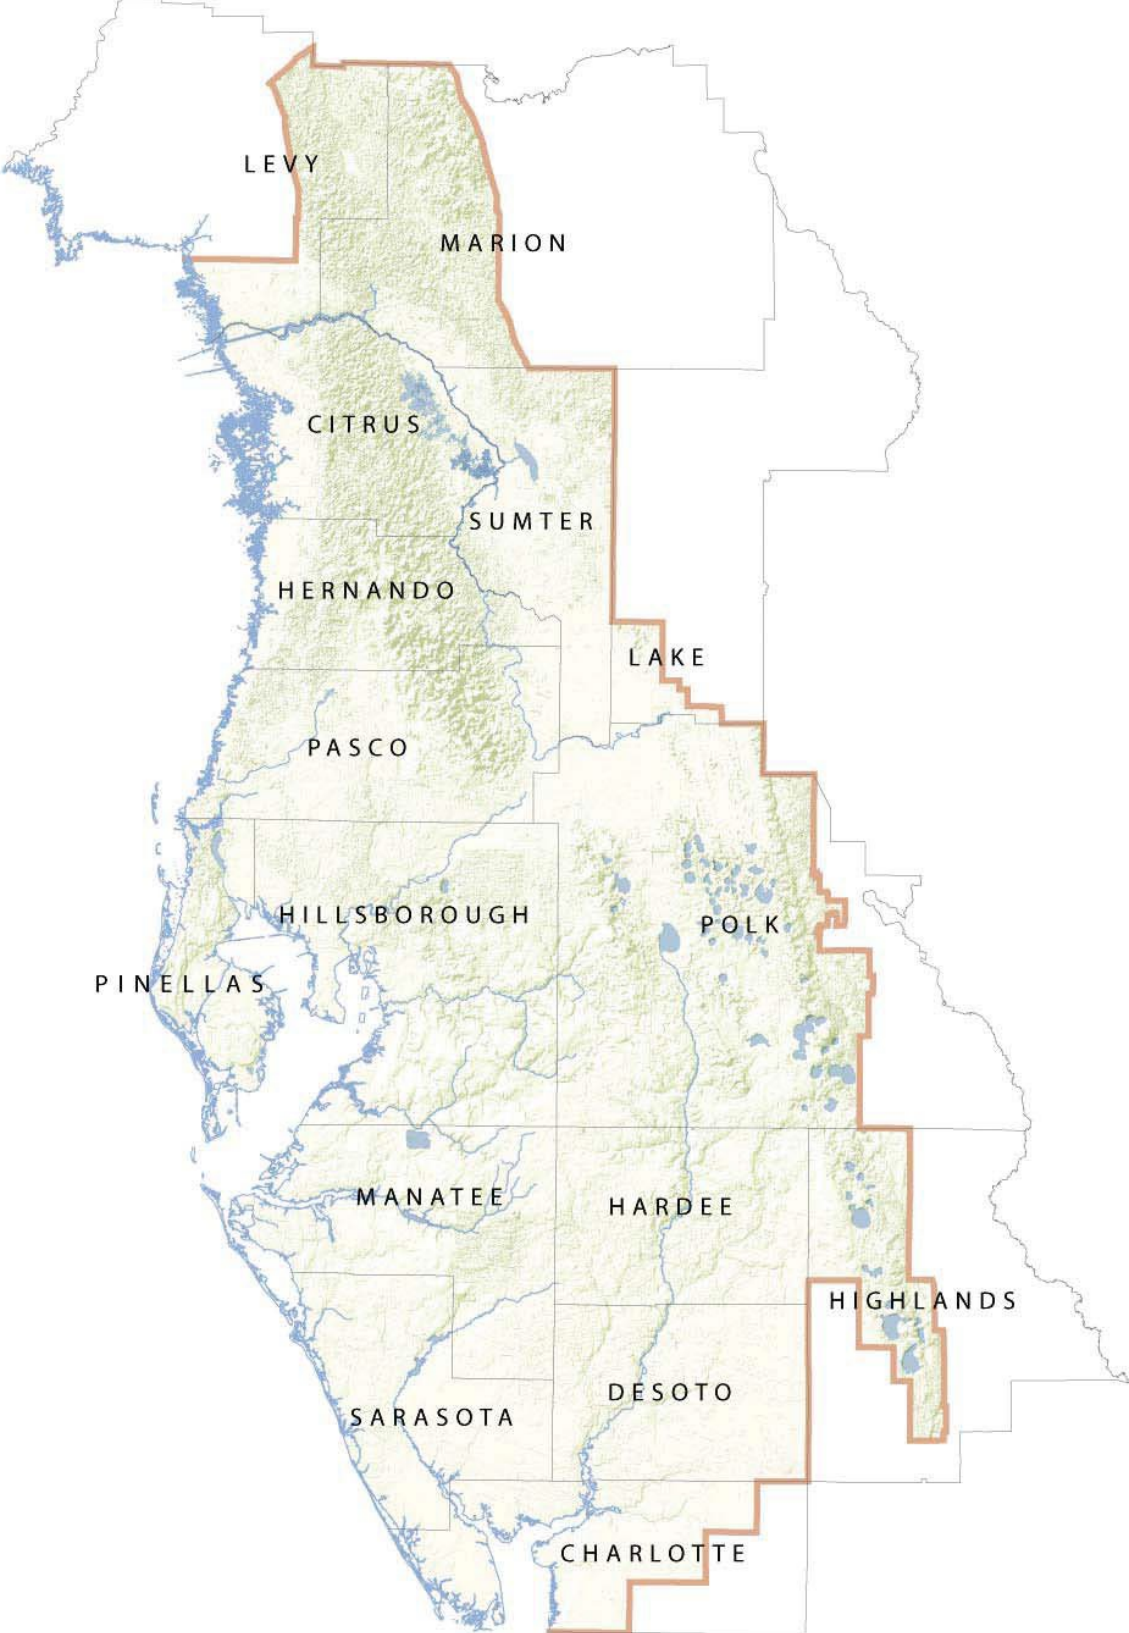 LEVY
MARION
CITRUS
SUMTER
HERNANDO
LAKE
PASCO
HILLSBOROUGH
POLK
PINELLAS
MANATEE
HARDEE
HIGHLANDS
DESOTO
SARASOTA
CHARLOTTE